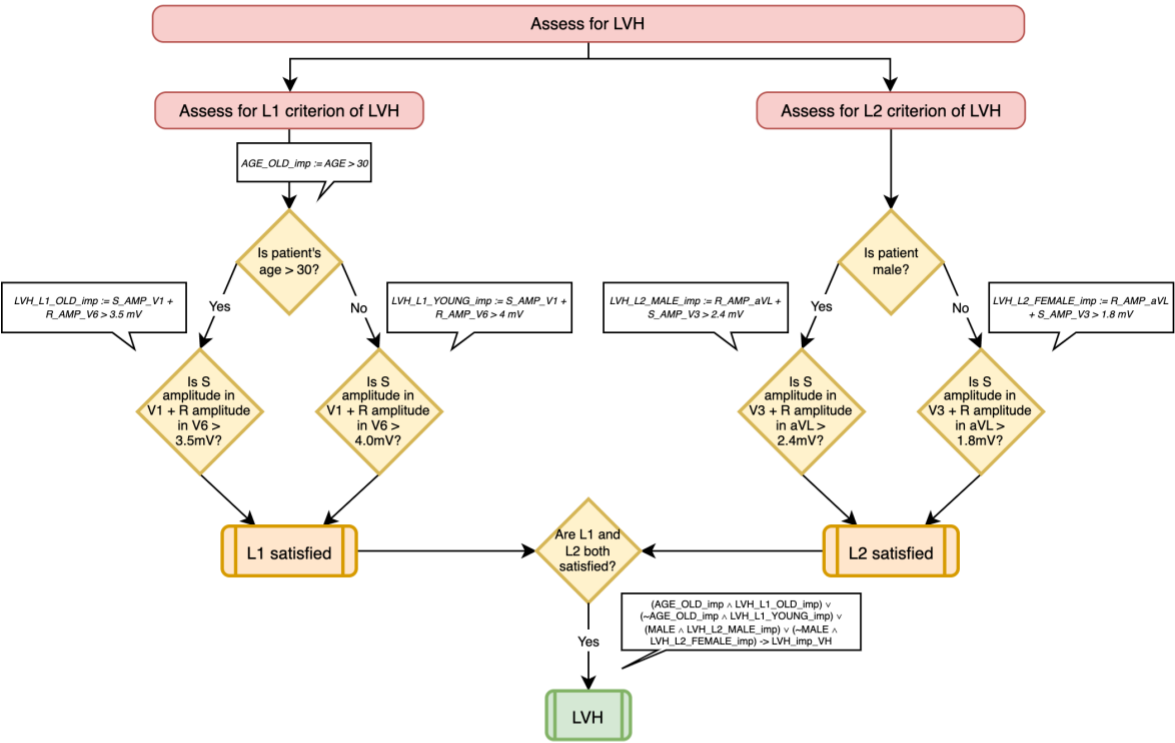 Assess for LVH
Assess for L1 criterion of LVH
Assess for L2 criterion of LVH
AGE_OLD_imp := AGE > 30
Is patient's
age > 30?
Is patient
male?
LVH_L1_OLD_imp := S_AMP_V1 +
R_AMP_V6 > 3.5 mV
Yes
No
LVH_L1_YOUNG_imp := S_AMP_V1 +
R_AMP_V6 > 4 mV
LVH_L2_MALE_imp := R_AMP_aVL +
S_AMP_V3 > 2.4 mV
Yes
No
LVH_L2_FEMALE_imp := R_AMP_aVL
+ S_AMP_V3 > 1.8 mV
Is S
amplitude in
V1 + R amplitude
in V6 >
3.5mV?
Is S
amplitude in
V1 + R amplitude
in V6 >
4.0mV?
Is S
amplitude in
V3 + R amplitude
in aVL >
2.4mV?
Is S
amplitude in
V3 + R amplitude
in aVL >
1.8mV?
L1 satisfied
Are L1 and
L2 both
satisfied?
L2 satisfied
Yes
(AGE_OLD_imp ∧ LVH_L1_OLD_imp) ∨
(~AGE_OLD_imp ∧ LVH_L1_YOUNG_imp) ∨
(MALE ∧ LVH_L2_MALE_imp) ∨ (~MALE ∧
LVH_L2_FEMALE_imp) -> LVH_imp_VH
LVH